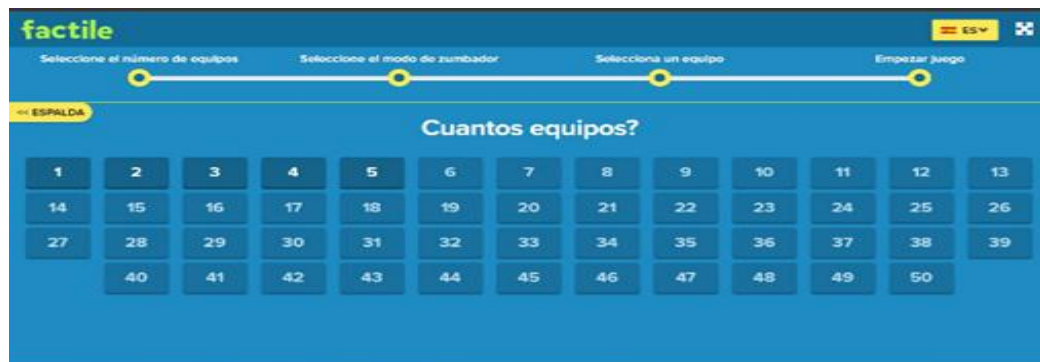 factile
ES
Seleccione el número de equipos Seleccione el modo de zumbador Selecciona un equipo Empezar juego
<< ESPALDA
Cuantos equipos?
1 2 3 4 5 6 7 8 9 10 11 12 13
14 15 16 17 18 19 20 21 22 23 24 25 26
27 28 29 30 31 32 33 34 35 36 37 38 39
40 41 42 43 44 45 46 47 48 49 50